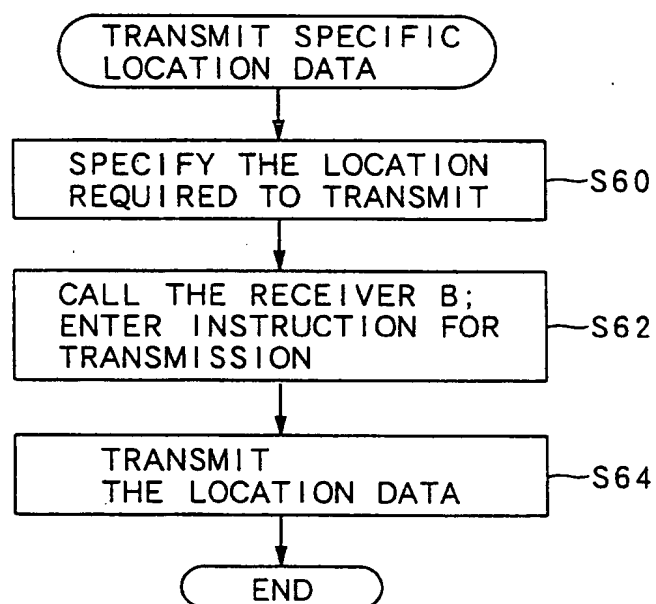 TRANSMIT SPECIFIC
LOCATION DATA
SPECIFY THE LOCATION
REQUIRED TO TRANSMIT
S60
CALL THE RECEIVER B;
ENTER INSTRUCTION FOR
TRANSMISSION
S62
TRANSMIT
THE LOCATION DATA
S64
END